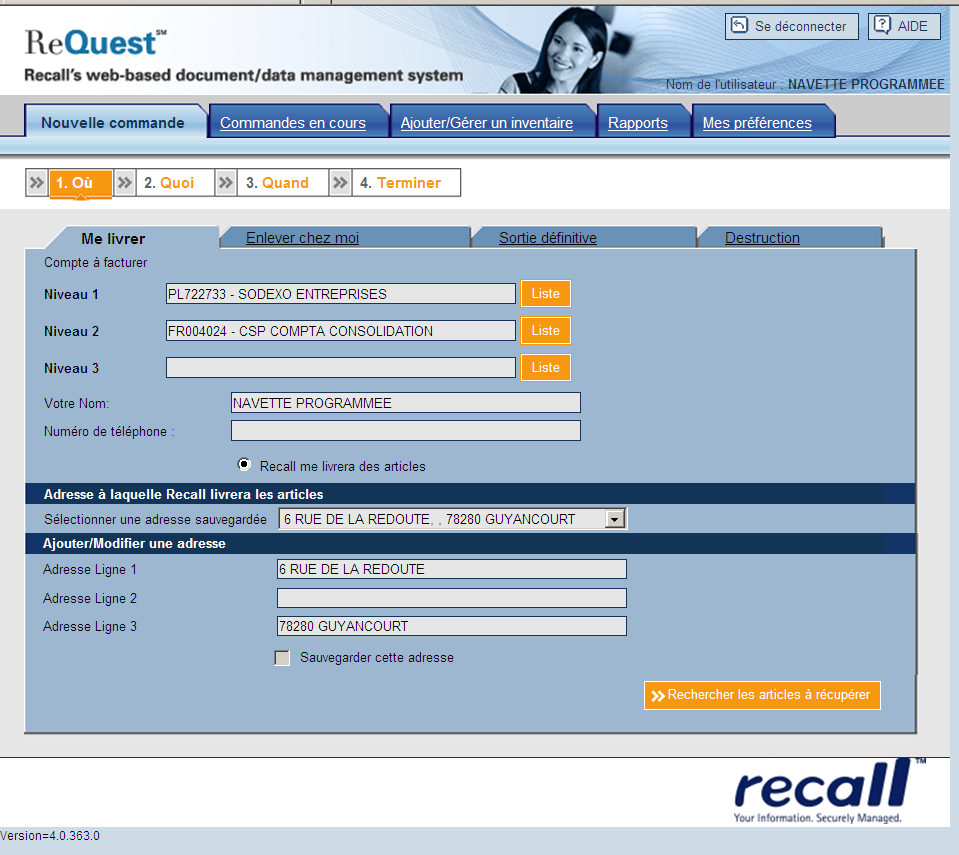 ReQuest℠
Recall's web-based document/data management system
Se déconnecter
AIDE
Nom de l'utilisateur : NAVETTE PROGRAMMEE
Nouvelle commande
Commandes en cours
Ajouter/Gérer un inventaire
Rapports
Mes préférences
1. Où
2. Quoi
3. Quand
4. Terminer
Me livrer
Enlever chez moi
Sortie définitive
Destruction
Compte à facturer
Niveau 1 PL722733 - SODEXO ENTREPRISES Liste
Niveau 2 FR004024 - CSP COMPTA CONSOLIDATION Liste
Niveau 3 Liste
Votre Nom: NAVETTE PROGRAMMEE
Numéro de téléphone :
Recall me livrera des articles
Adresse à laquelle Recall livrera les articles
Sélectionner une adresse sauvegardée 6 RUE DE LA REDOUTE, , 78280 GUYANCOURT
Ajouter/Modifier une adresse
Adresse Ligne 1 6 RUE DE LA REDOUTE
Adresse Ligne 2
Adresse Ligne 3 78280 GUYANCOURT
Sauvegarder cette adresse
Rechercher les articles à récupérer
recall™
Your Information. Securely Managed.
Version=4.0.363.0